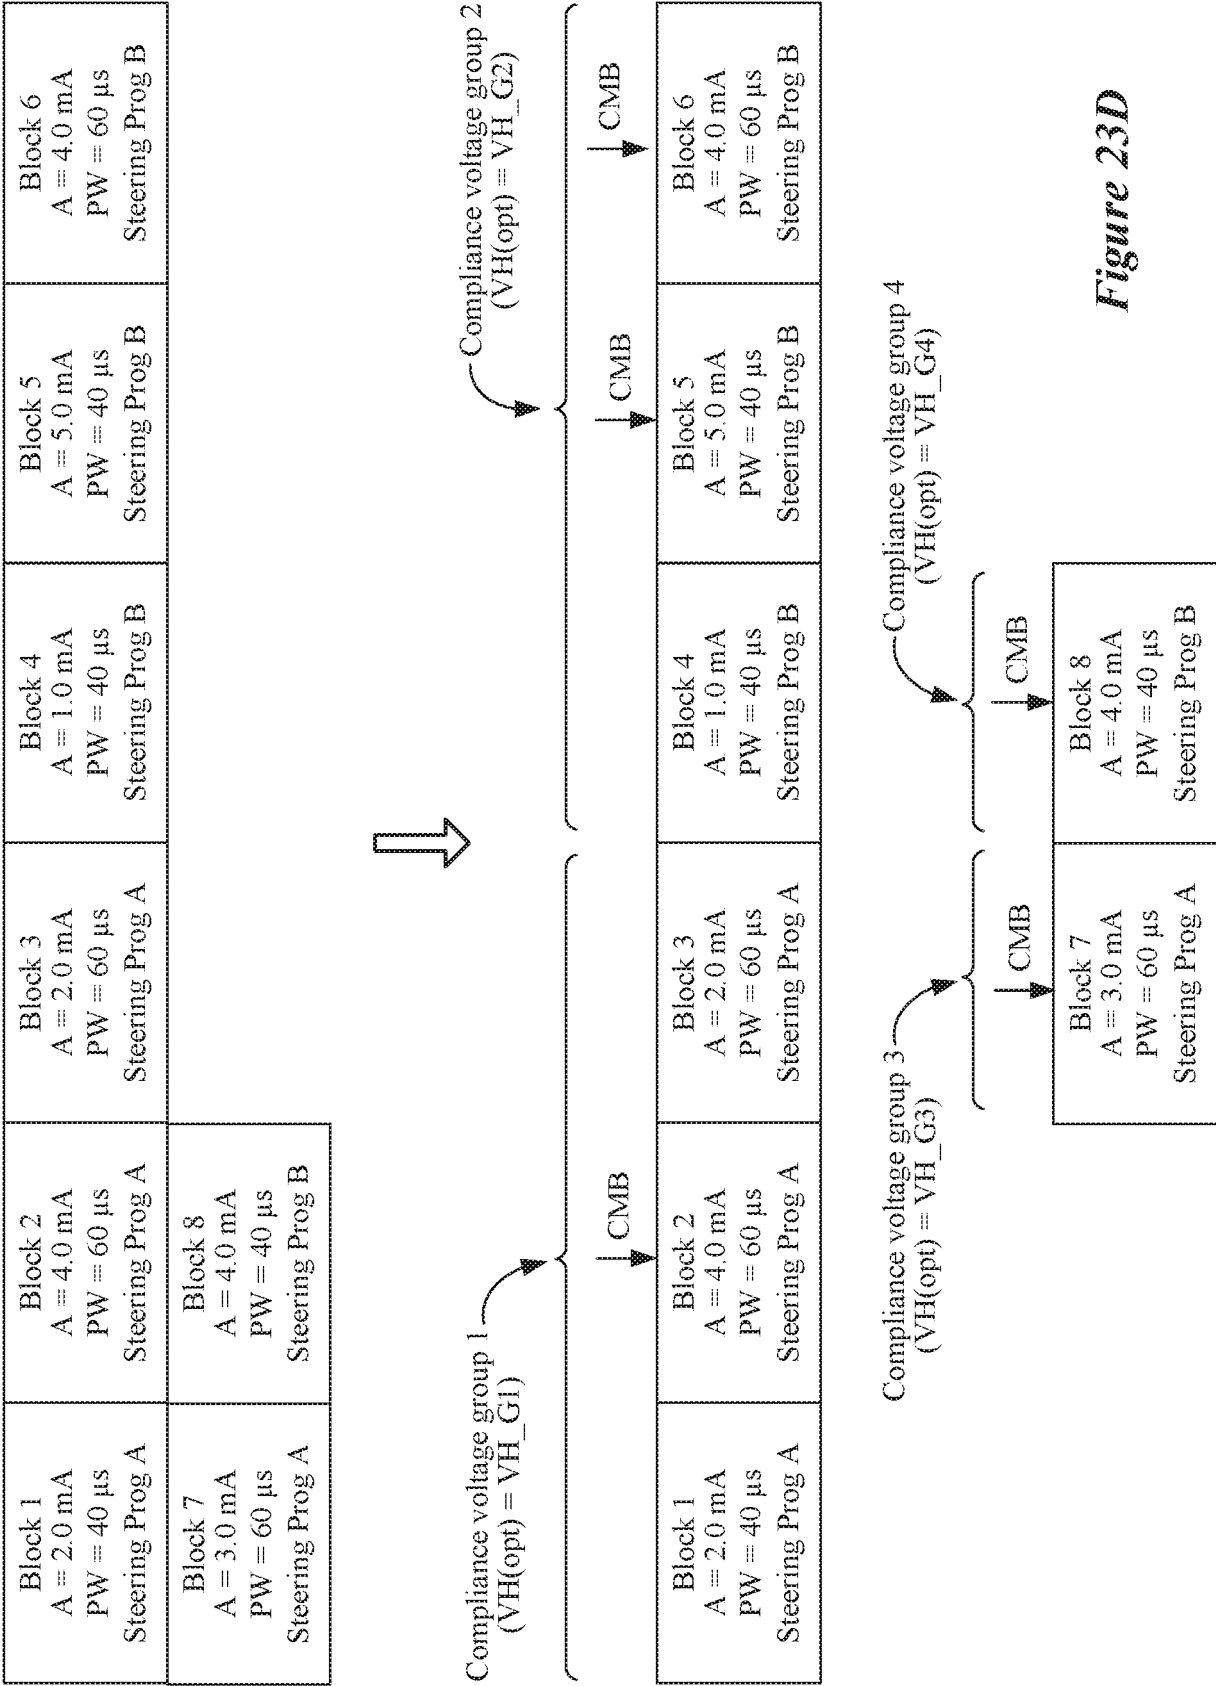 Block 1
A = 2.0 mA
PW = 40 µs
Steering Prog A
Block 2
A = 4.0 mA
PW = 60 µs
Steering Prog A
Block 3
A = 2.0 mA
PW = 60 µs
Steering Prog A
Block 4
A = 1.0 mA
PW = 40 µs
Steering Prog B
Block 5
A = 5.0 mA
PW = 40 µs
Steering Prog B
Block 6
A = 4.0 mA
PW = 60 µs
Steering Prog B
Block 7
A = 3.0 mA
PW = 60 µs
Steering Prog A
Block 8
A = 4.0 mA
PW = 40 µs
Steering Prog B
Compliance voltage group 1
(VH(opt) = VH_G1)
Compliance voltage group 2
(VH(opt) = VH_G2)
CMB
CMB
CMB
Block 1
A = 2.0 mA
PW = 40 µs
Steering Prog A
Block 2
A = 4.0 mA
PW = 60 µs
Steering Prog A
Block 3
A = 2.0 mA
PW = 60 µs
Steering Prog A
Block 4
A = 1.0 mA
PW = 40 µs
Steering Prog B
Block 5
A = 5.0 mA
PW = 40 µs
Steering Prog B
Block 6
A = 4.0 mA
PW = 60 µs
Steering Prog B
Compliance voltage group 3
(VH(opt) = VH_G3)
Compliance voltage group 4
(VH(opt) = VH_G4)
CMB
CMB
Block 7
A = 3.0 mA
PW = 60 µs
Steering Prog A
Block 8
A = 4.0 mA
PW = 40 µs
Steering Prog B
Figure 23D